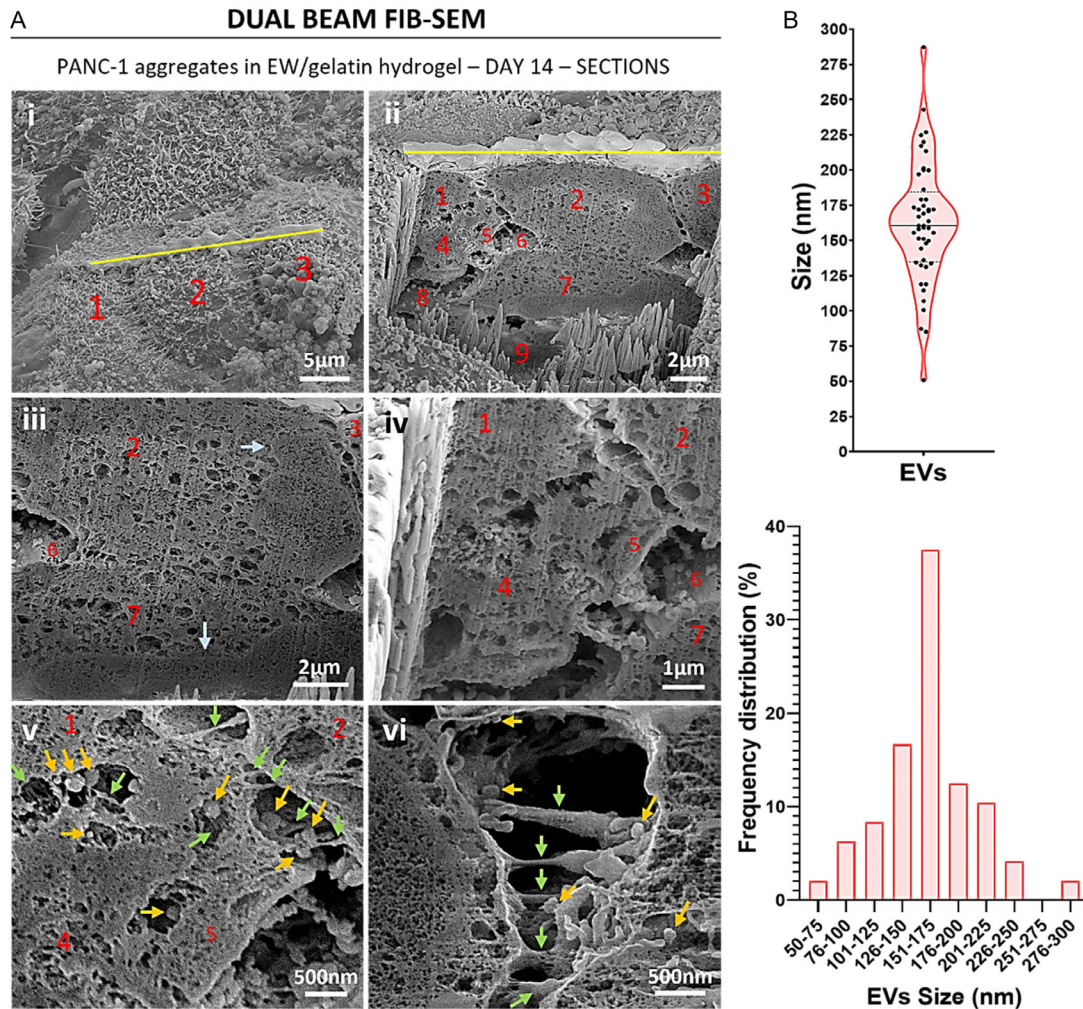 A
DUAL BEAM FIB-SEM
PANC-1 aggregates in EW/gelatin hydrogel – DAY 14 – SECTIONS
i
1
2
3
5µm
ii
1
2
3
4
5
6
7
8
9
2µm
iii
2
3
6
7
2µm
iv
1
2
4
5
6
7
1µm
v
1
2
4
5
500nm
vi
500nm
B
Size (nm)
300
275
250
225
200
175
150
125
100
75
50
25
0
EVs
Frequency distribution (%)
40
30
20
10
0
50-75
76-100
101-125
126-150
151-175
176-200
201-225
226-250
251-275
276-300
EVs Size (nm)